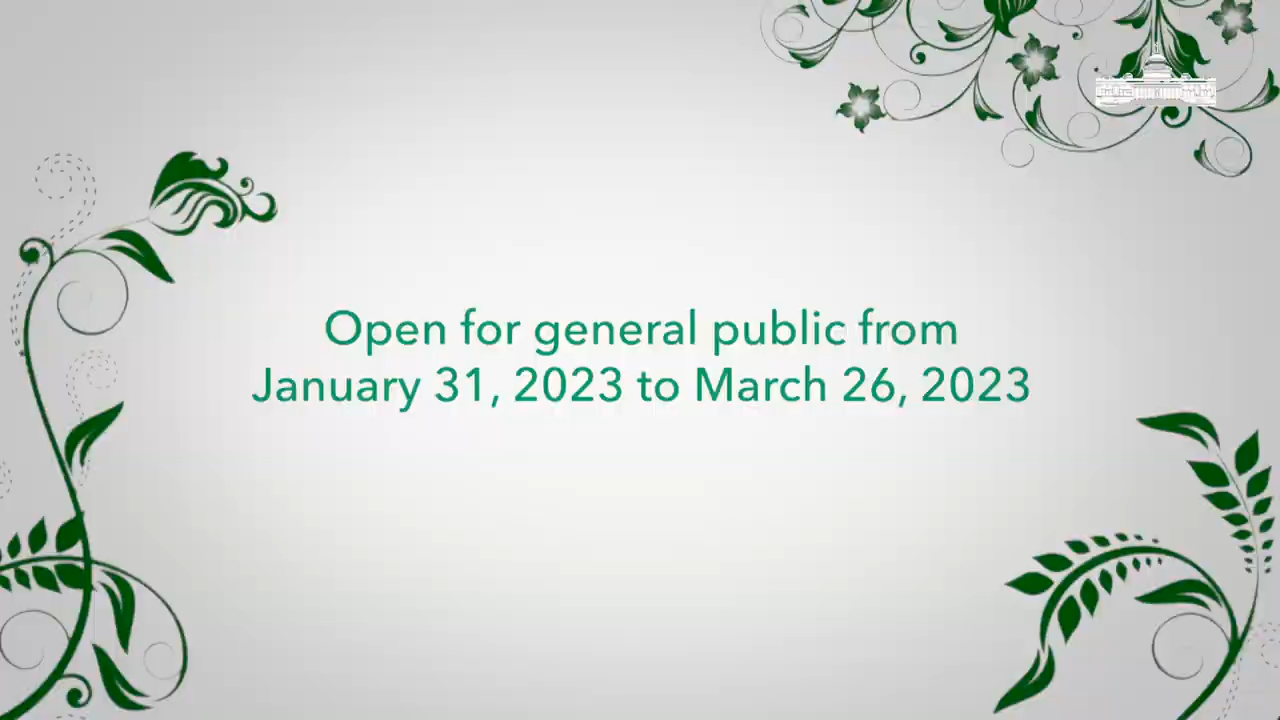 Open for general public from
January 31, 2023 to March 26, 2023